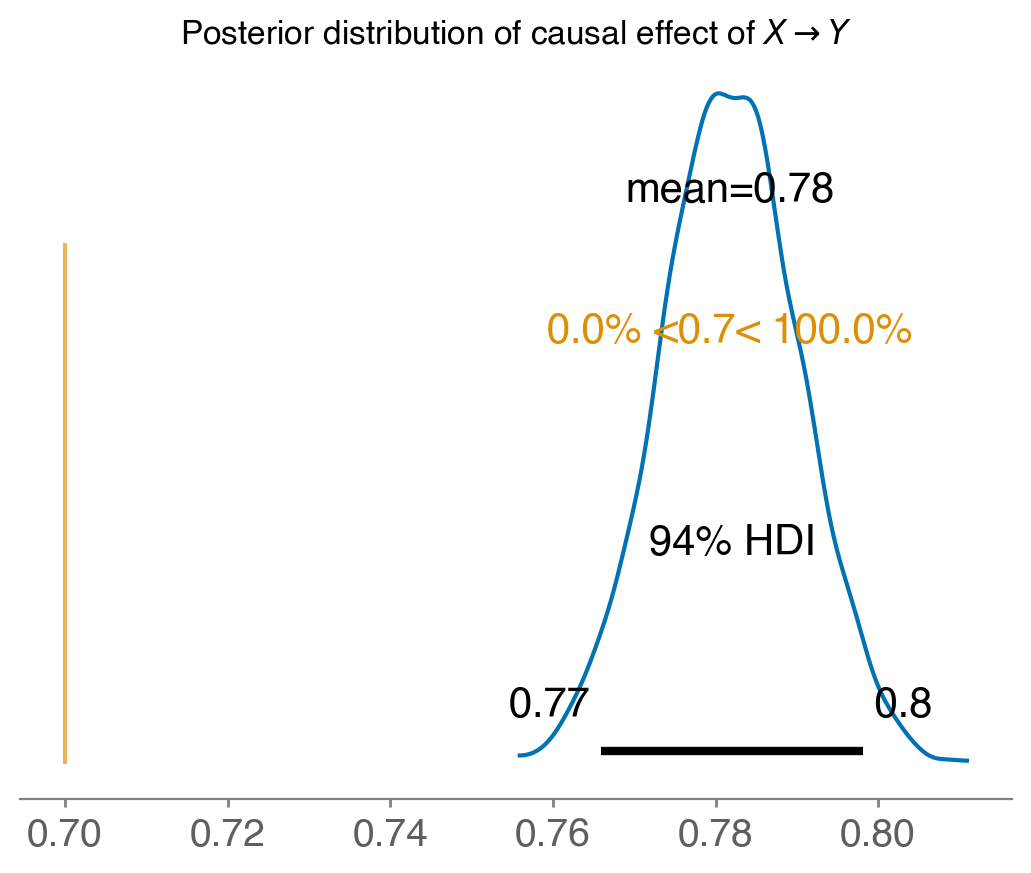 Posterior distribution of causal effect of X → Y
mean=0.78
0.0% <0.7< 100.0%
94% HDI
0.77 0.8
0.70 0.72 0.74 0.76 0.78 0.80